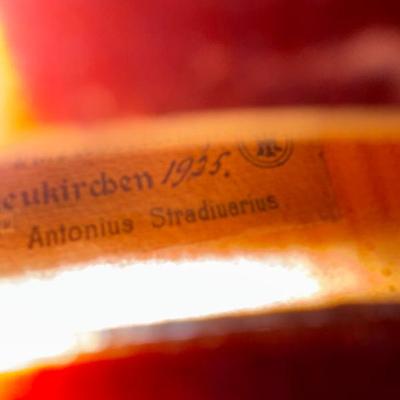 eukirchen 1935.
" Antonius Stradiuarius